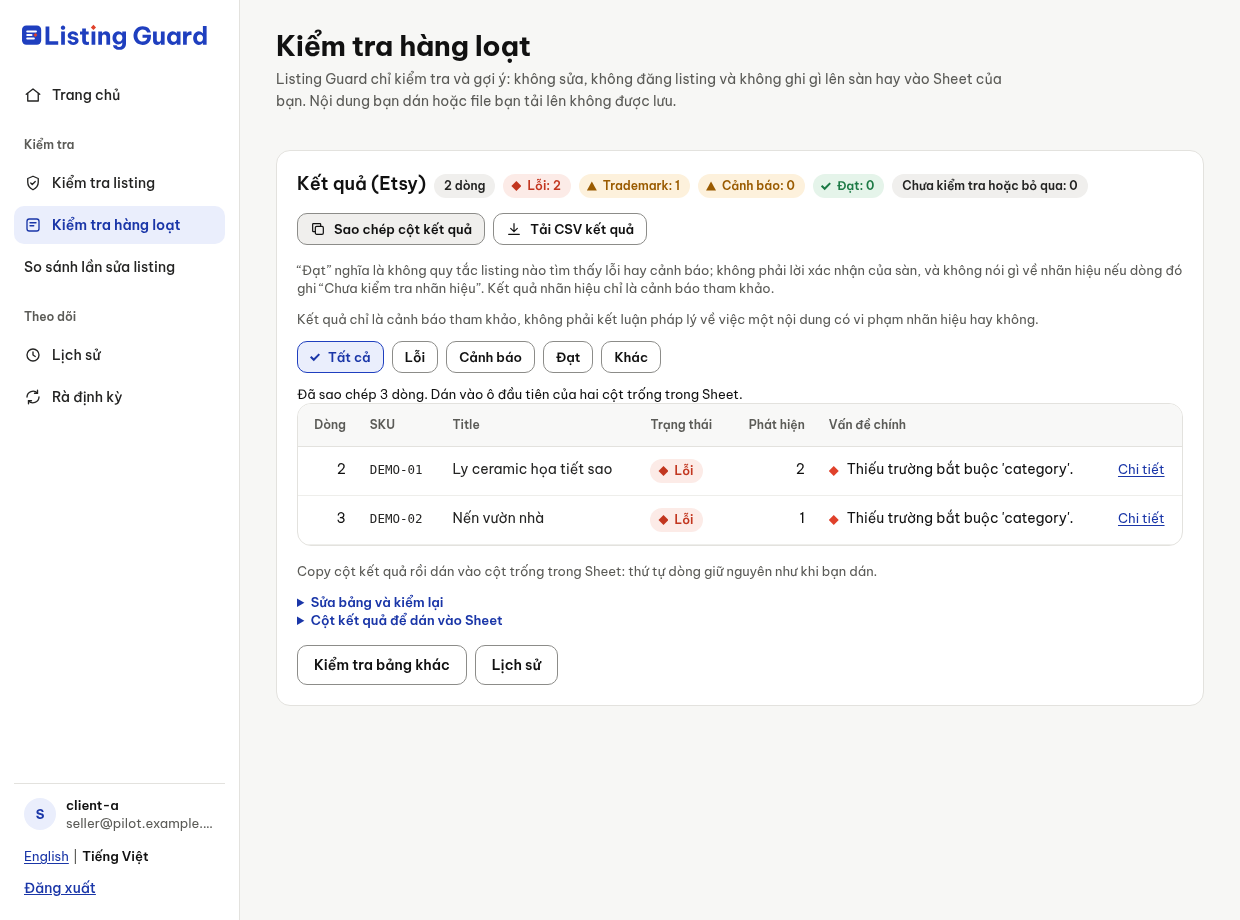 Listing Guard
Trang chủ
Kiểm tra
Kiểm tra listing
Kiểm tra hàng loạt
So sánh lần sửa listing
Theo dõi
Lịch sử
Rà định kỳ
client-a
S
seller@pilot.example....
English | Tiếng Việt
Đăng xuất
Kiểm tra hàng loạt
Listing Guard chỉ kiểm tra và gợi ý: không sửa, không đăng listing và không ghi gì lên sàn hay vào Sheet của
bạn. Nội dung bạn dán hoặc file bạn tải lên không được lưu.
Kết quả (Etsy) 2 dòng Lỗi: 2 Trademark: 1 Cảnh báo: 0 Đạt: 0 Chưa kiểm tra hoặc bỏ qua: 0
Sao chép cột kết quả Tải CSV kết quả
“Đạt” nghĩa là không quy tắc listing nào tìm thấy lỗi hay cảnh báo; không phải lời xác nhận của sàn, và không nói gì về nhãn hiệu nếu dòng đó
ghi “Chưa kiểm tra nhãn hiệu”. Kết quả nhãn hiệu chỉ là cảnh báo tham khảo.
Kết quả chỉ là cảnh báo tham khảo, không phải kết luận pháp lý về việc một nội dung có vi phạm nhãn hiệu hay không.
Tất cả Lỗi Cảnh báo Đạt Khác
Đã sao chép 3 dòng. Dán vào ô đầu tiên của hai cột trống trong Sheet.
Dòng SKU Title Trạng thái Phát hiện Vấn đề chính
2 DEMO-01 Ly ceramic họa tiết sao Lỗi 2 Thiếu trường bắt buộc 'category'. Chi tiết
3 DEMO-02 Nến vườn nhà Lỗi 1 Thiếu trường bắt buộc 'category'. Chi tiết
Copy cột kết quả rồi dán vào cột trống trong Sheet: thứ tự dòng giữ nguyên như khi bạn dán.
Sửa bảng và kiểm lại
Cột kết quả để dán vào Sheet
Kiểm tra bảng khác Lịch sử